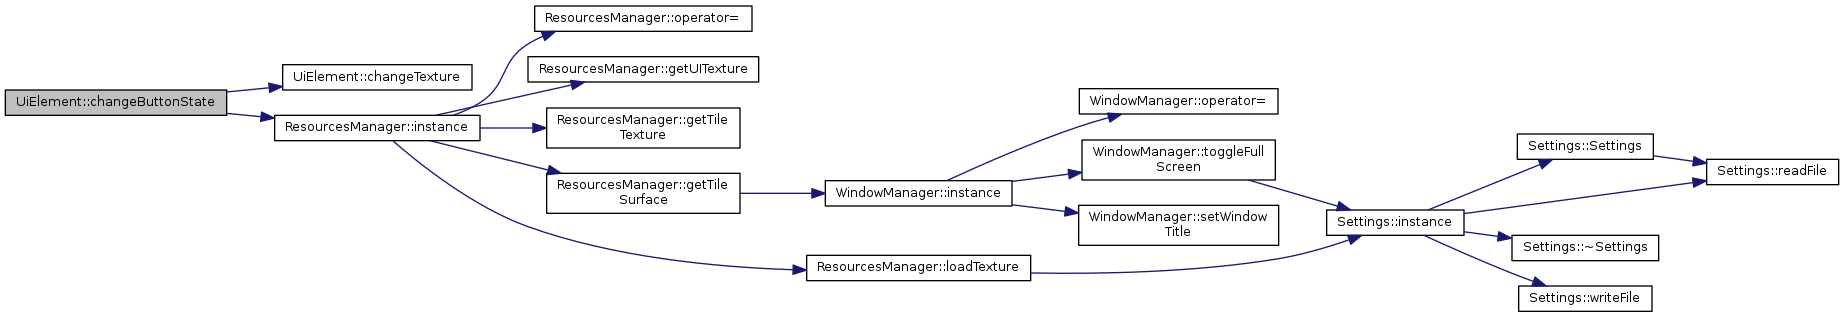 UiElement::changeButtonState
UiElement::changeTexture
ResourcesManager::instance
ResourcesManager::operator=
ResourcesManager::getUITexture
ResourcesManager::getTile
Texture
ResourcesManager::getTile
Surface
ResourcesManager::loadTexture
WindowManager::instance
WindowManager::operator=
WindowManager::toggleFull
Screen
WindowManager::setWindow
Title
Settings::instance
Settings::Settings
Settings::~Settings
Settings::writeFile
Settings::readFile